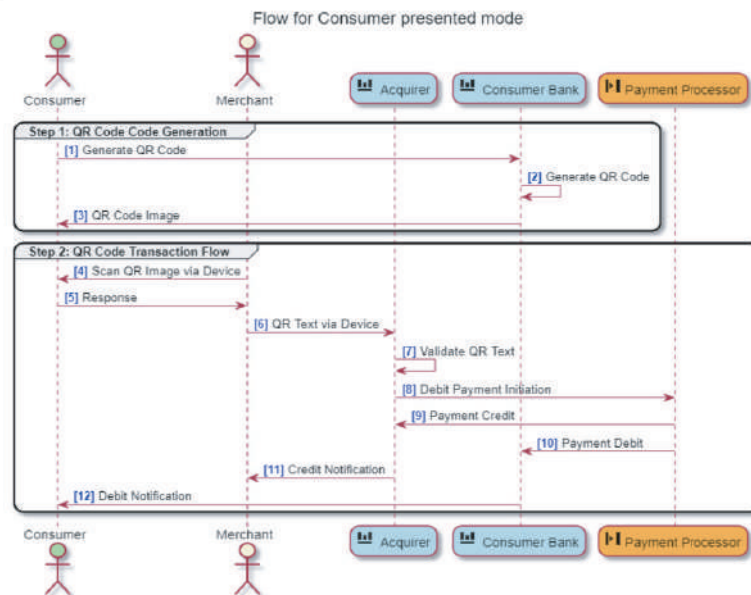 Flow for Consumer presented mode
Consumer
Merchant
Acquirer
Consumer Bank
Payment Processor
Step 1: QR Code Code Generation
[1] Generate QR Code
[2] Generate QR Code
[3] QR Code Image
Step 2: QR Code Transaction Flow
[4] Scan QR Image via Device
[5] Response
[6] QR Text via Device
[7] Validate QR Text
[8] Debit Payment Initiation
[9] Payment Credit
[10] Payment Debit
[11] Credit Notification
[12] Debit Notification
Consumer
Merchant
Acquirer
Consumer Bank
Payment Processor